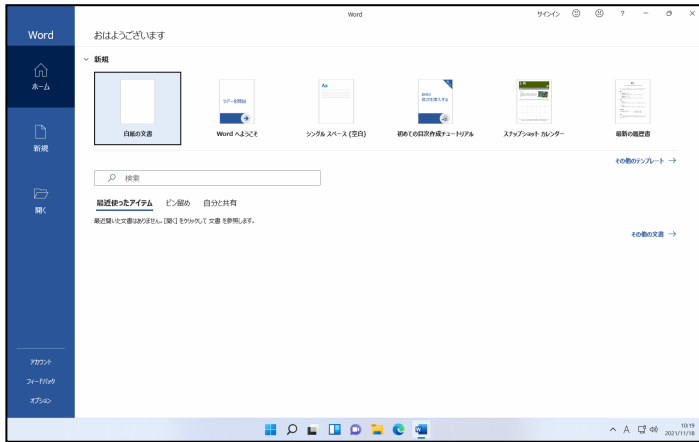 Word
サインイン
?
Word
おはようございます
ホーム
新規
開く
アカウント
フィードバック
オプション
新規
白紙の文書
ツアーを開始
Word へようこそ
Aa
シングル スペース (空白)
初めての目次作成チュートリアル
スナップショット カレンダー
最新の履歴書
その他のテンプレート →
検索
最近使ったアイテム ピン留め 自分と共有
最近開いた文書はありません。[開く] をクリックして 文書 を参照します。
その他の文書 →
A
10:19
2021/11/18